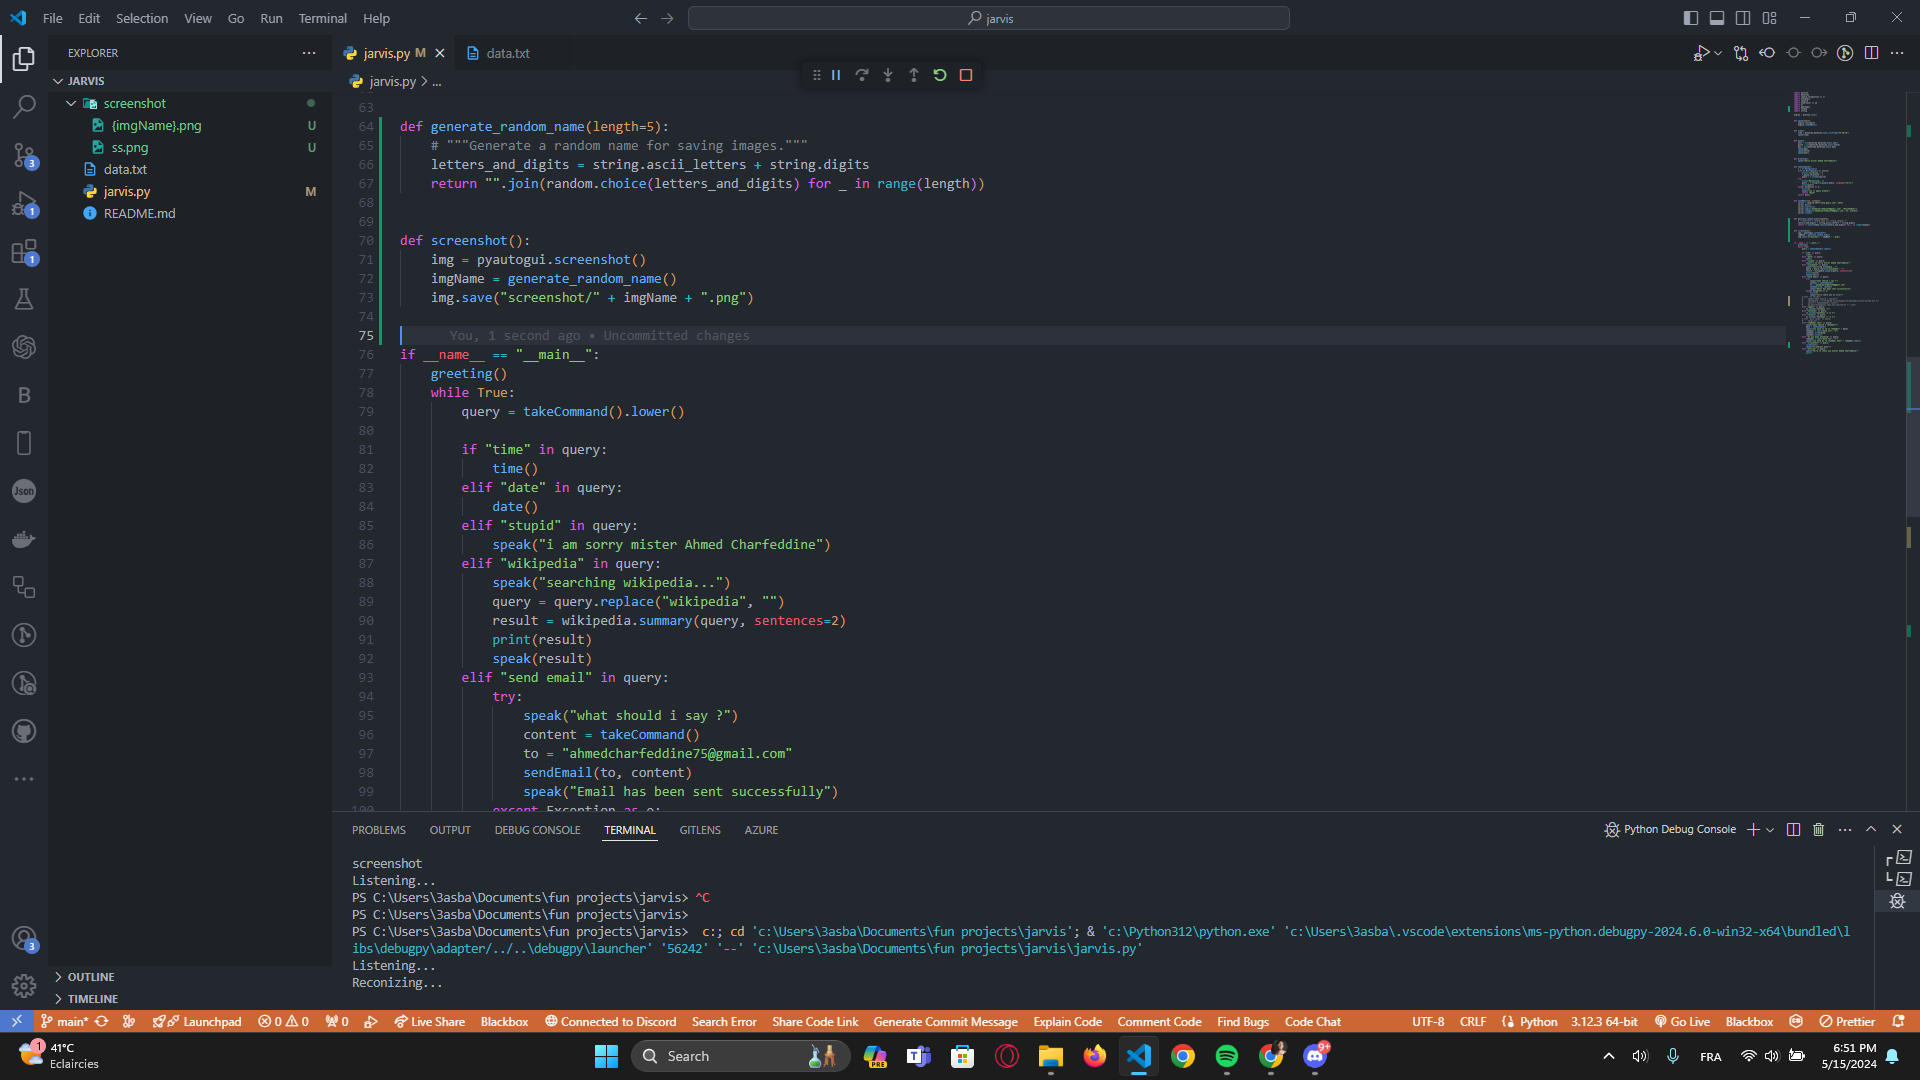 File Edit Selection View Go Run Terminal Help
jarvis
EXPLORER
JARVIS
screenshot
{imgName}.png U
ss.png U
data.txt
jarvis.py M
README.md
OUTLINE
TIMELINE
jarvis.py M data.txt
jarvis.py > ...
63
64 def generate_random_name(length=5):
65 # """Generate a random name for saving images."""
66 letters_and_digits = string.ascii_letters + string.digits
67 return "".join(random.choice(letters_and_digits) for _ in range(length))
68
69
70 def screenshot():
71 img = pyautogui.screenshot()
72 imgName = generate_random_name()
73 img.save("screenshot/" + imgName + ".png")
74
75 You, 1 second ago • Uncommitted changes
76 if __name__ == "__main__":
77 greeting()
78 while True:
79 query = takeCommand().lower()
80
81 if "time" in query:
82 time()
83 elif "date" in query:
84 date()
85 elif "stupid" in query:
86 speak("i am sorry mister Ahmed Charfeddine")
87 elif "wikipedia" in query:
88 speak("searching wikipedia...")
89 query = query.replace("wikipedia", "")
90 result = wikipedia.summary(query, sentences=2)
91 print(result)
92 speak(result)
93 elif "send email" in query:
94 try:
95 speak("what should i say ?")
96 content = takeCommand()
97 to = "ahmedcharfeddine75@gmail.com"
98 sendEmail(to, content)
99 speak("Email has been sent successfully")
100 except Exception as e:
PROBLEMS OUTPUT DEBUG CONSOLE TERMINAL GITLENS AZURE
Python Debug Console
screenshot
Listening...
PS C:\Users\3asba\Documents\fun projects\jarvis> ^C
PS C:\Users\3asba\Documents\fun projects\jarvis>
PS C:\Users\3asba\Documents\fun projects\jarvis> c:; cd 'c:\Users\3asba\Documents\fun projects\jarvis'; & 'c:\Python312\python.exe' 'c:\Users\3asba\.vscode\extensions\ms-python.debugpy-2024.6.0-win32-x64\bundled\l
ibs\debugpy\adapter/../..\debugpy\launcher' '56242' '--' 'c:\Users\3asba\Documents\fun projects\jarvis\jarvis.py'
Listening...
Reconizing...
main* Launchpad 0 0 0 Live Share Blackbox Connected to Discord Search Error Share Code Link Generate Commit Message Explain Code Comment Code Find Bugs Code Chat UTF-8 CRLF Python 3.12.3 64-bit Go Live Blackbox Prettier
41°C
Eclaircies
Search
FRA
6:51 PM
5/15/2024